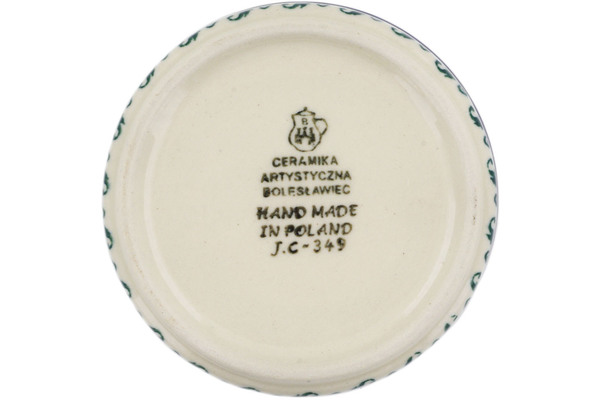 B
CERAMIKA
ARTYSTYCZNA
BOLESŁAWIEC
HAND MADE
IN POLAND
J.C-349